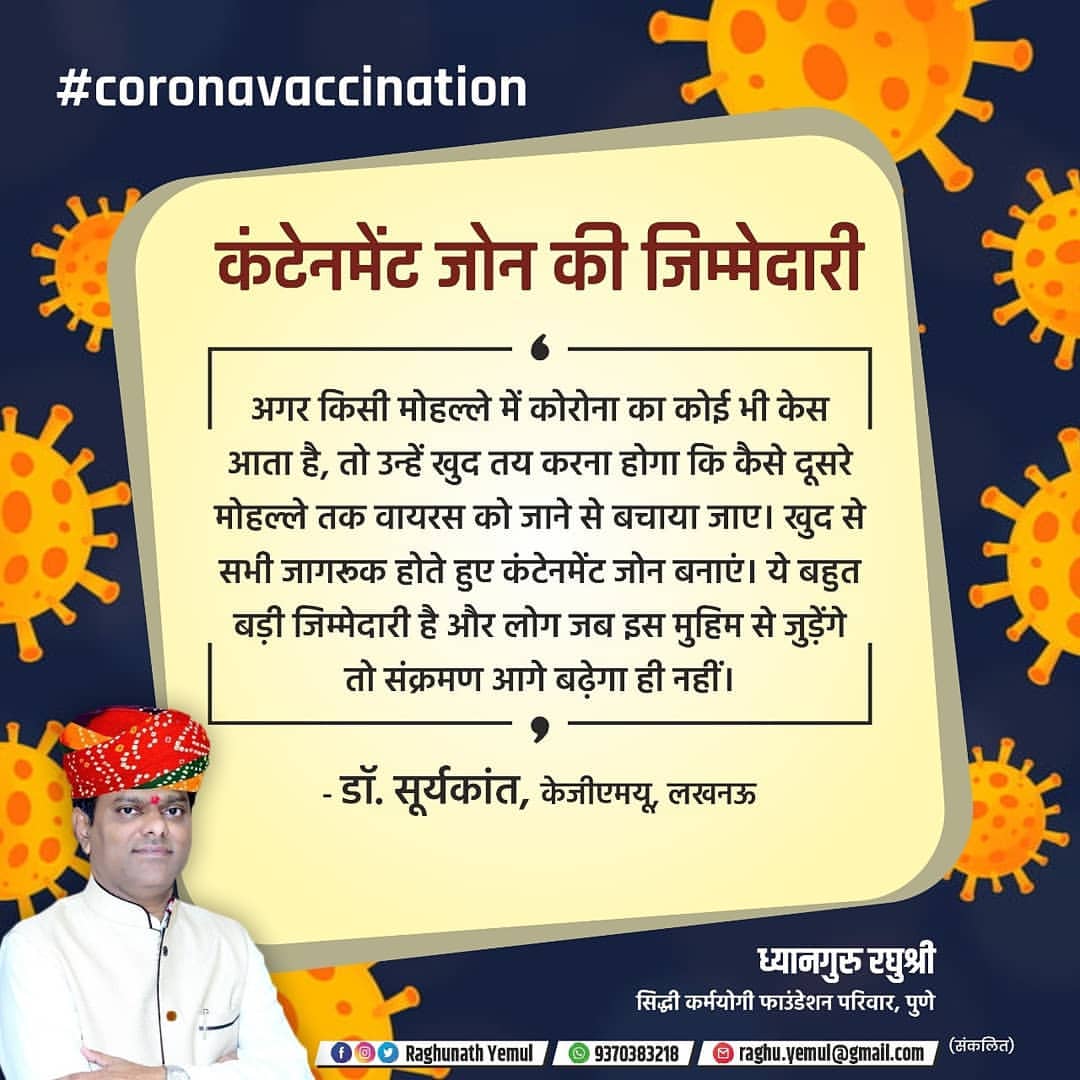 #coronavaccination
कंटेनमेंट जोन की जिम्मेदारी
अगर किसी मोहल्ले में कोरोना का कोई भी केस
आता है, तो उन्हें खुद तय करना होगा कि कैसे दूसरे
मोहल्ले तक वायरस को जाने से बचाया जाए। खुद से
सभी जागरूक होते हुए कंटेनमेंट जोन बनाएं। ये बहुत
बड़ी जिम्मेदारी है और लोग जब इस मुहिम से जुड़ेंगे
तो संक्रमण आगे बढ़ेगा ही नहीं।
- डॉ. सूर्यकांत, केजीएमयू, लखनऊ
ध्यानगुरु रघुश्री
सिद्धी कर्मयोगी फाउंडेशन परिवार, पुणे
Raghunath Yemul 9370383218 raghu.yemul@gmail.com (संकलित)